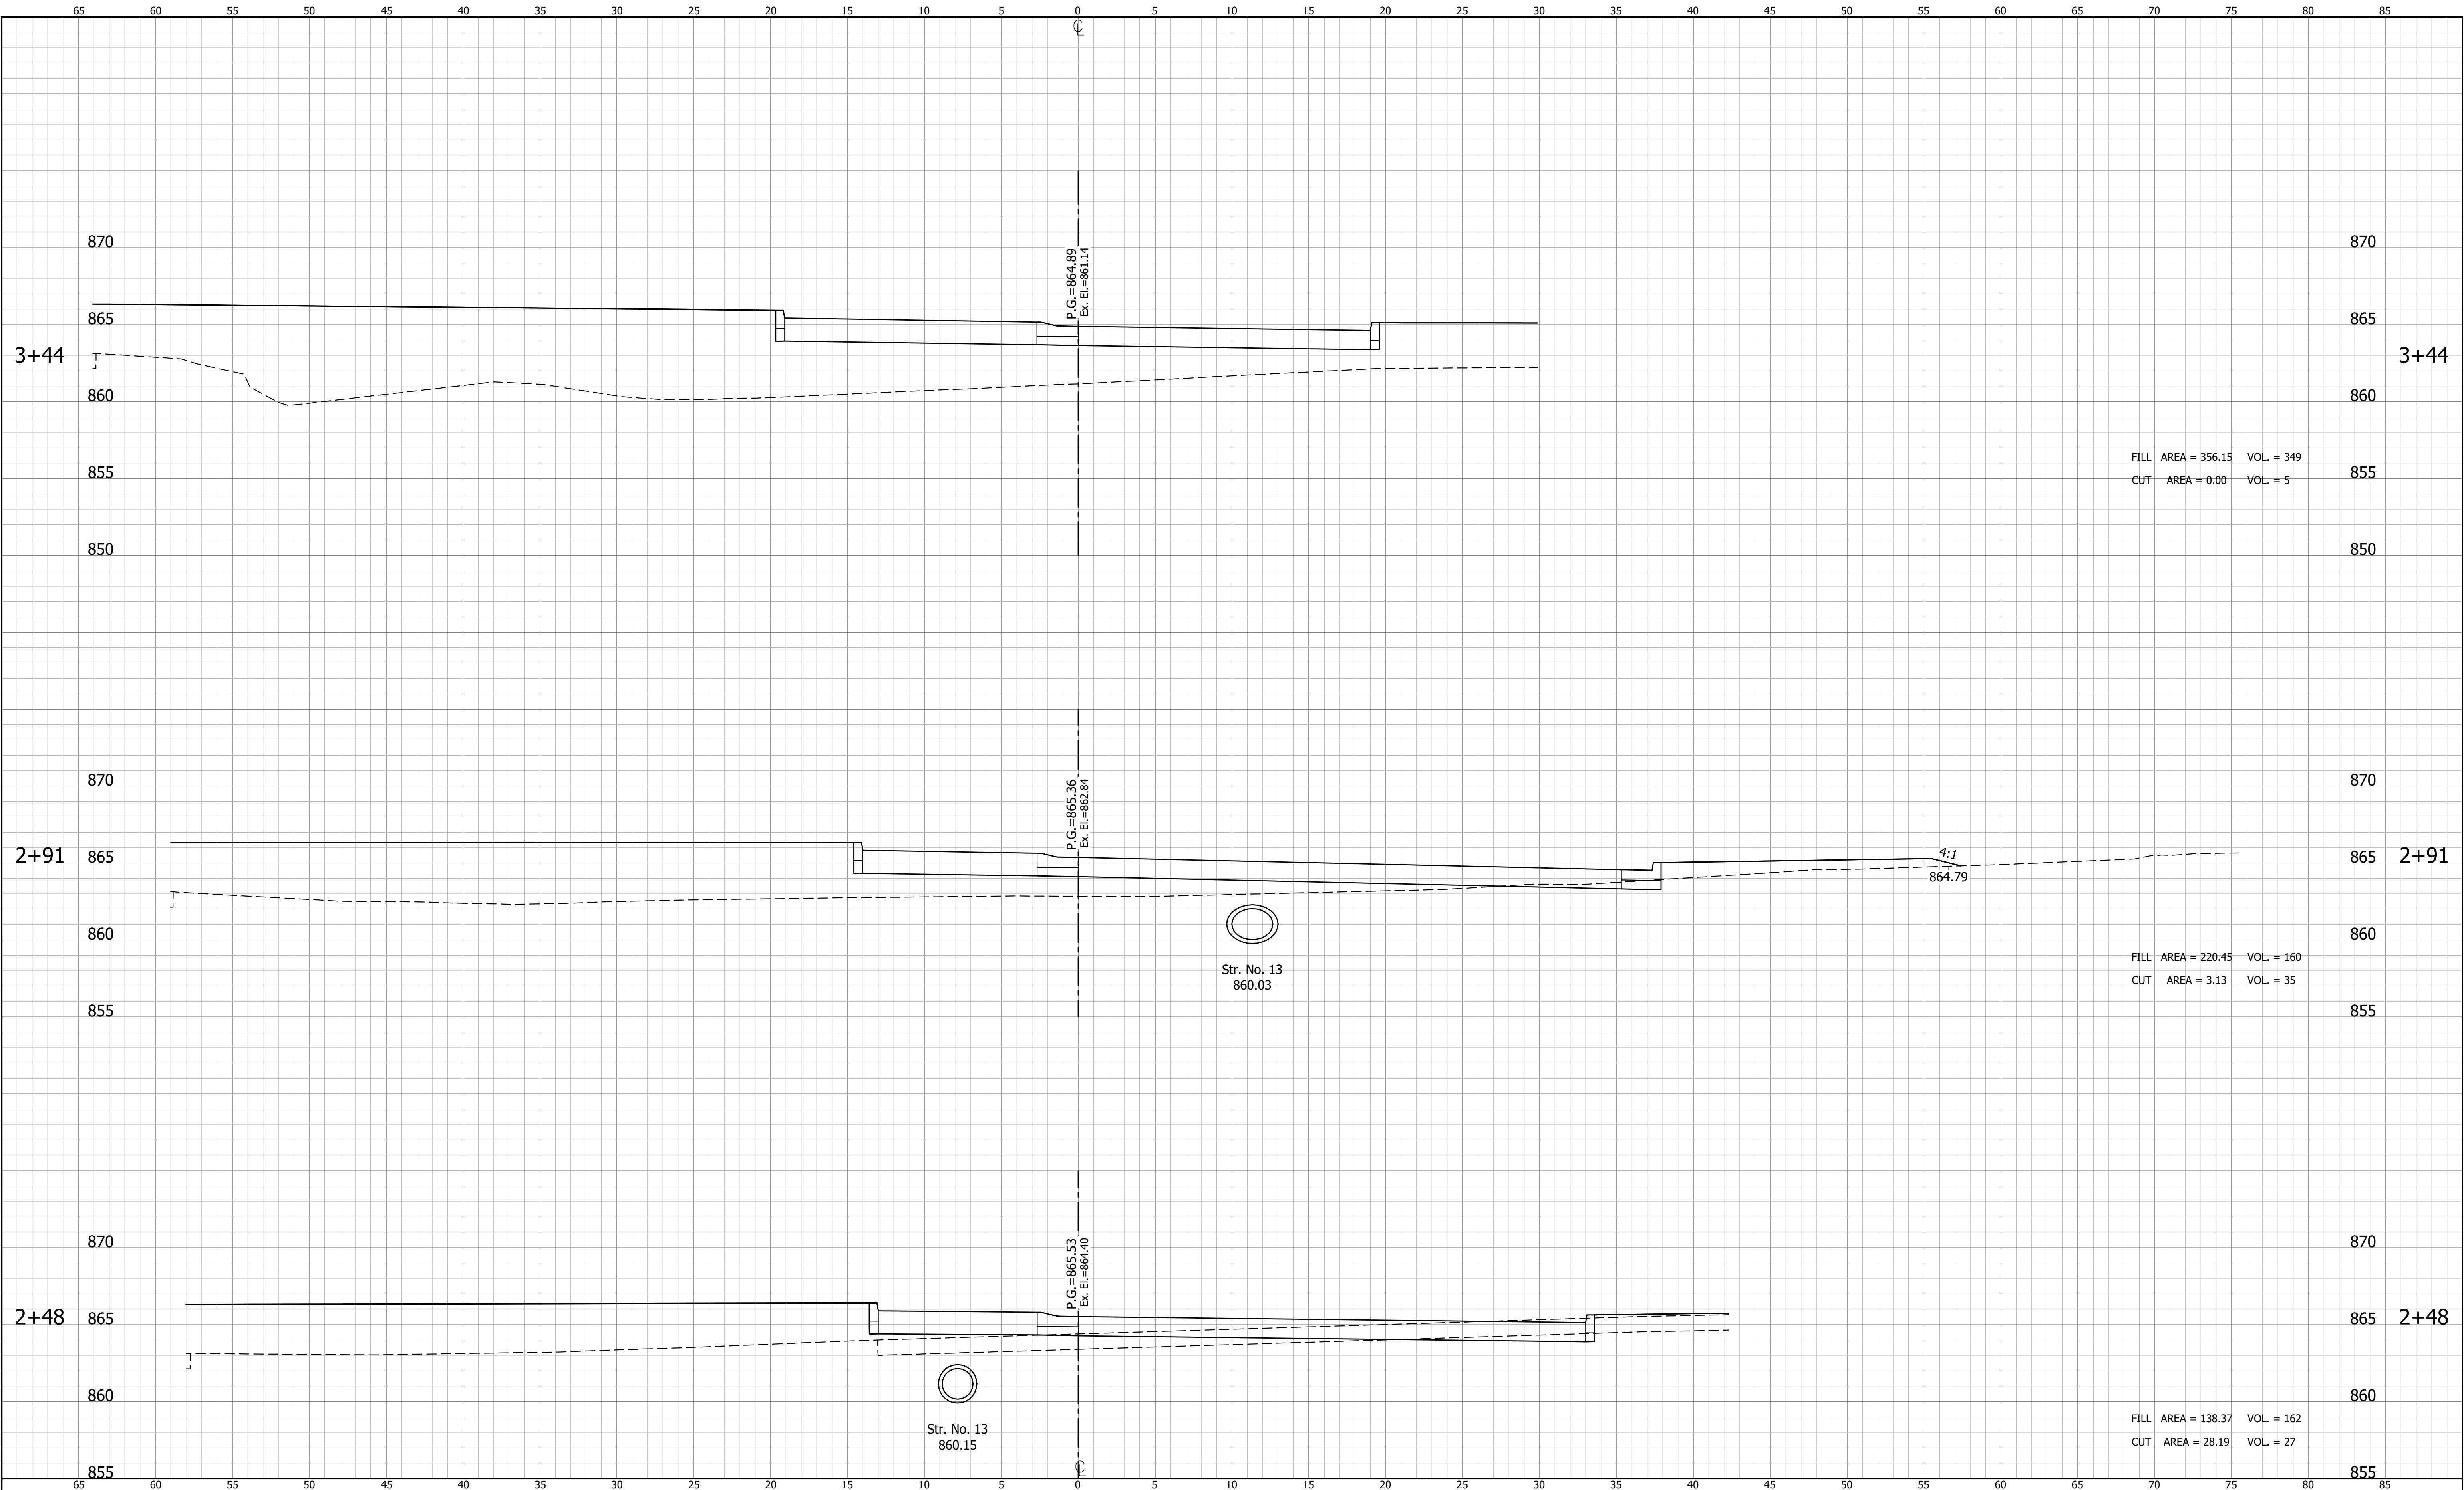 65 60 55 50 45 40 35 30 25 20 15 10 5 0 5 10 15 20 25 30 35 40 45 50 55 60 65 70 75 80 85
℄
P.G.=864.89
Ex. El.=861.14
870 870
865 865
3+44 3+44
860 860
FILL AREA = 356.15 VOL. = 349
855 855
CUT AREA = 0.00 VOL. = 5
850 850
P.G.=865.36
Ex. El.=862.84
870 870
2+91 865 865 2+91
4:1
864.79
860 860
Str. No. 13
860.03
FILL AREA = 220.45 VOL. = 160
CUT AREA = 3.13 VOL. = 35
855 855
P.G.=865.53
Ex. El.=864.40
870 870
2+48 865 865 2+48
860 860
Str. No. 13
860.15
FILL AREA = 138.37 VOL. = 162
CUT AREA = 28.19 VOL. = 27
℄
855 855
65 60 55 50 45 40 35 30 25 20 15 10 5 0 5 10 15 20 25 30 35 40 45 50 55 60 65 70 75 80 85